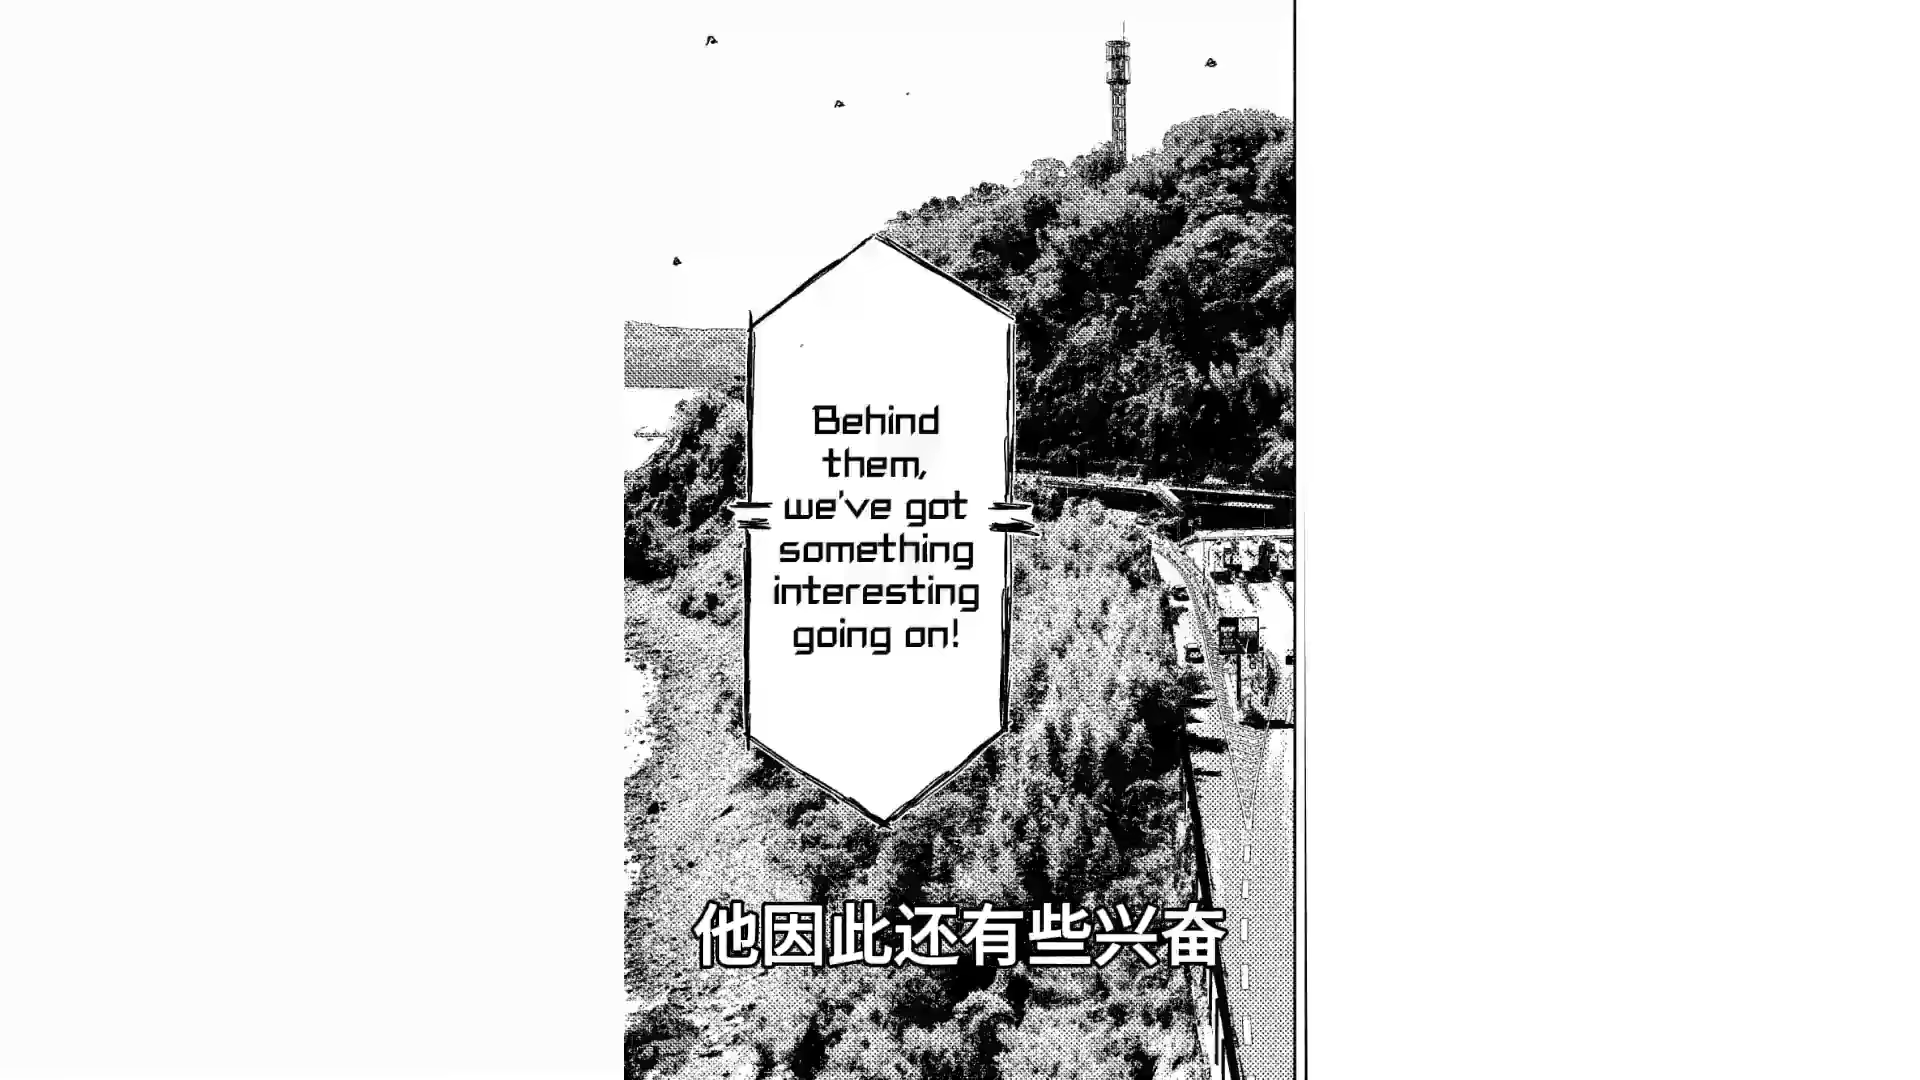 Behind
them,
we've got
something
interesting
going on!
他因此还有些兴奋